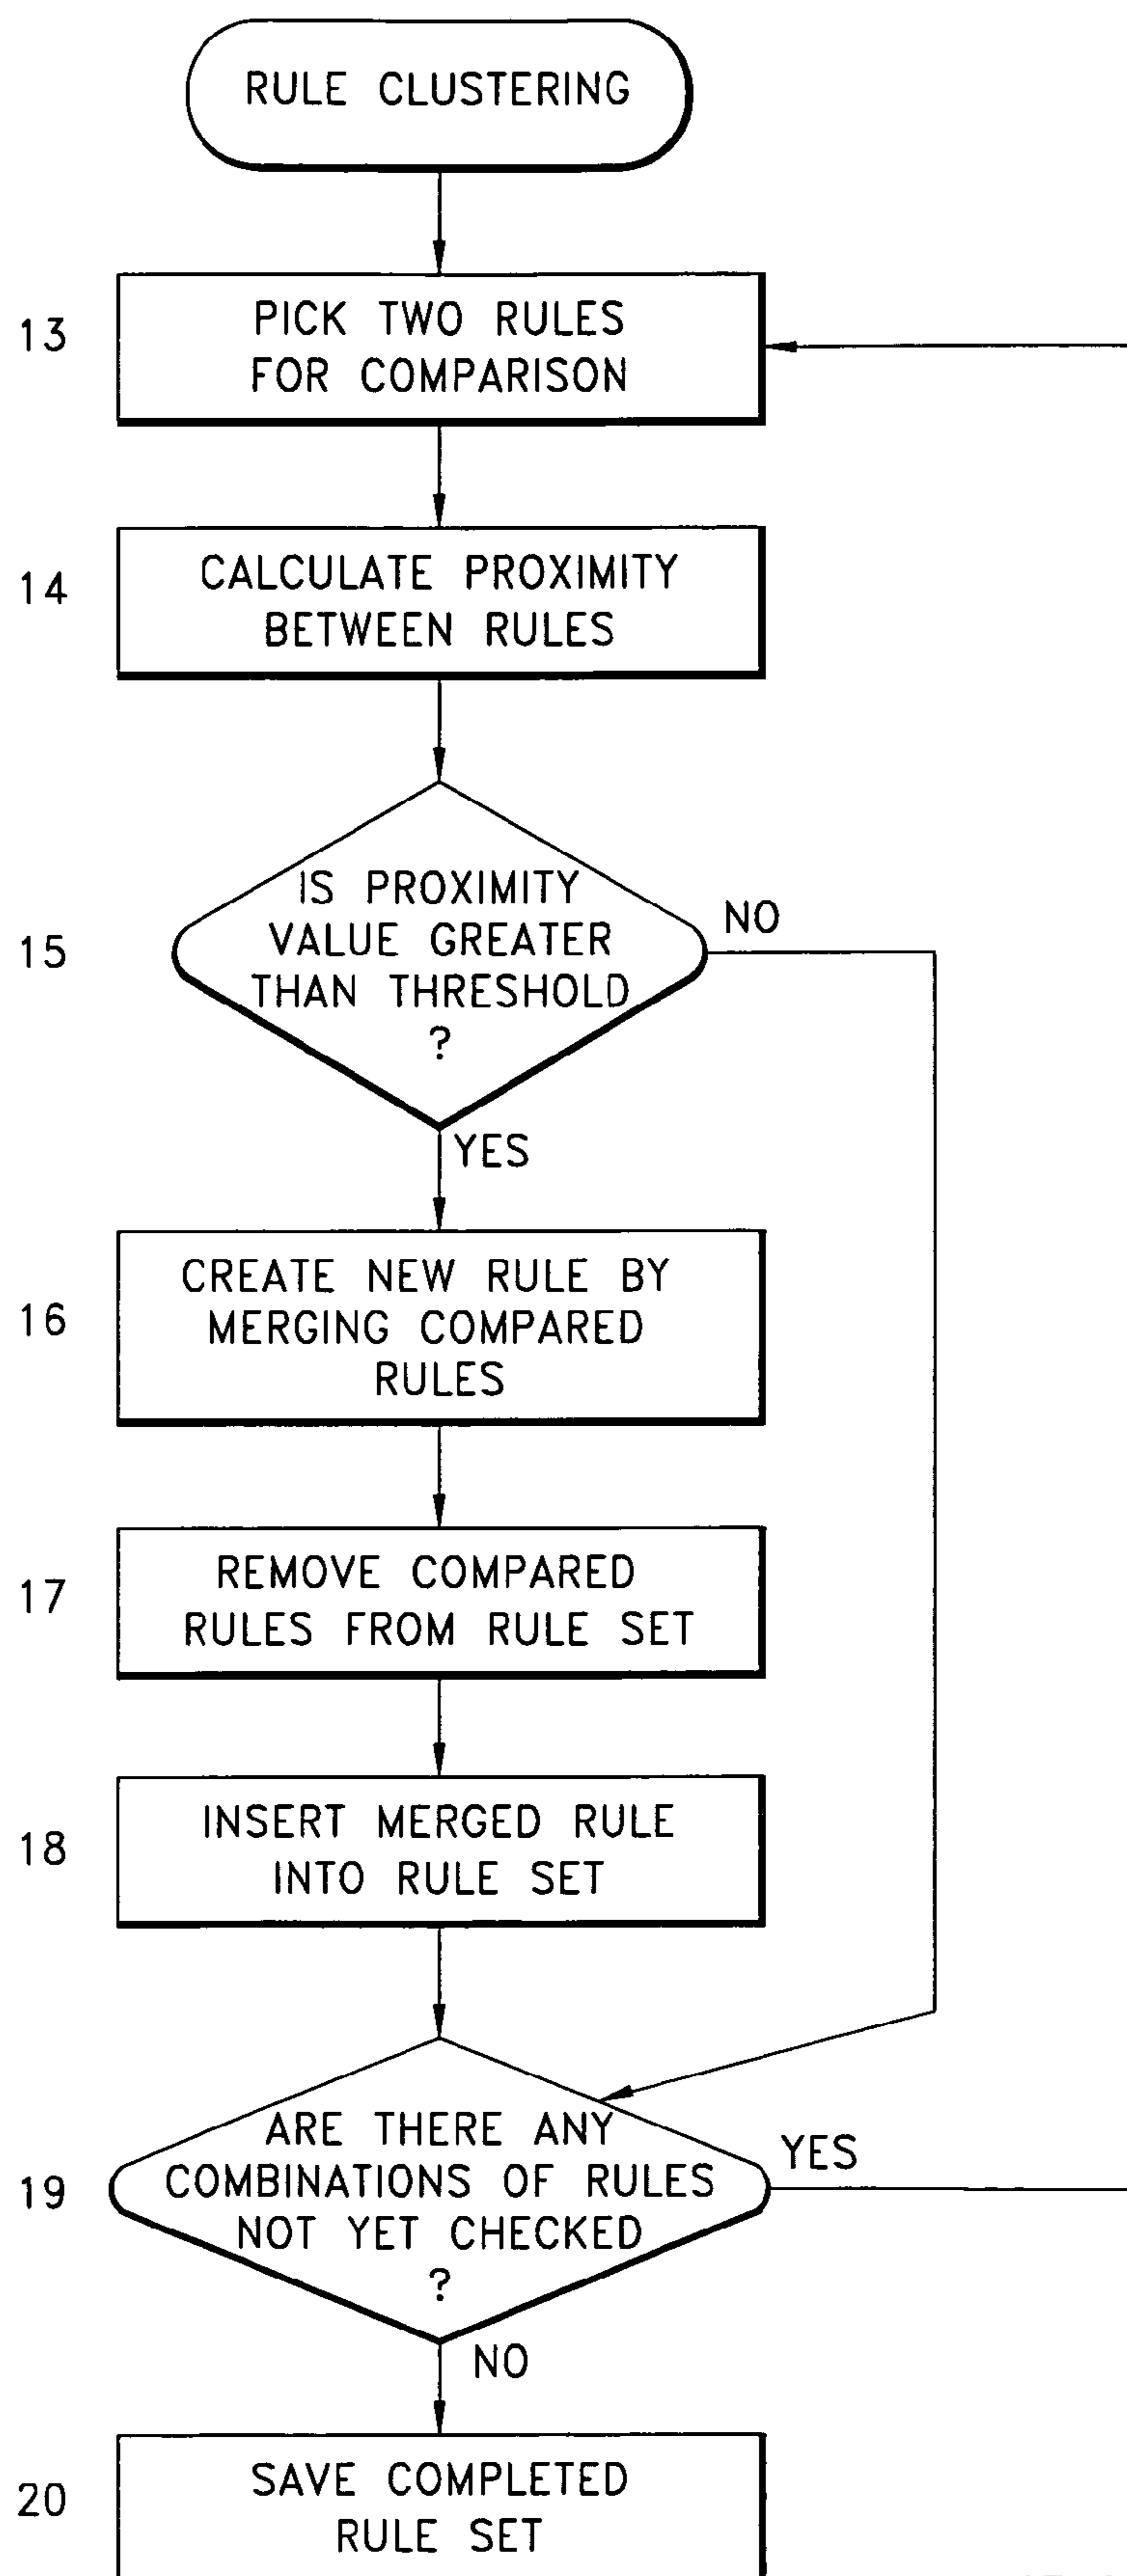 RULE CLUSTERING
13
PICK TWO RULES
FOR COMPARISON
14
CALCULATE PROXIMITY
BETWEEN RULES
15
IS PROXIMITY
VALUE GREATER
THAN THRESHOLD
?
NO
YES
16
CREATE NEW RULE BY
MERGING COMPARED
RULES
17
REMOVE COMPARED
RULES FROM RULE SET
18
INSERT MERGED RULE
INTO RULE SET
19
ARE THERE ANY
COMBINATIONS OF RULES
NOT YET CHECKED
?
YES
NO
20
SAVE COMPLETED
RULE SET